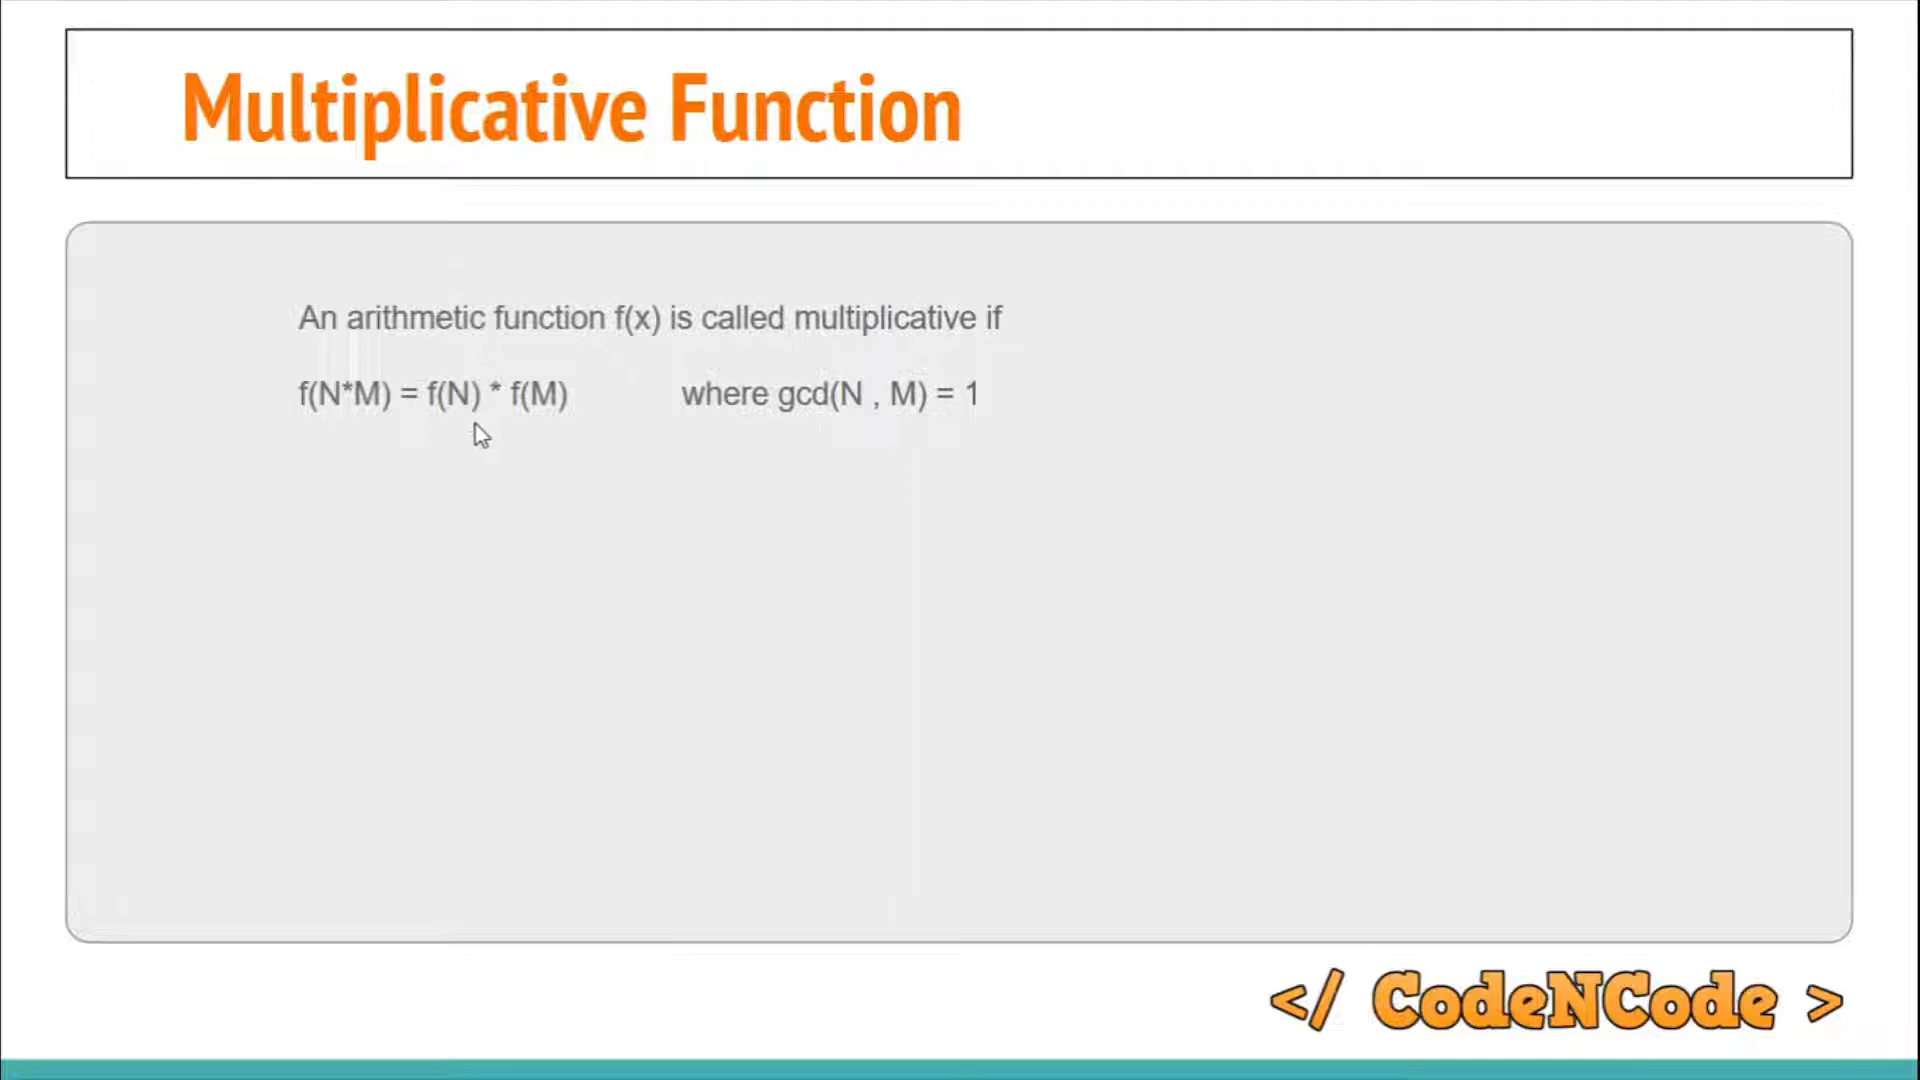 Multiplicative Function
An arithmetic function f(x) is called multiplicative if
f(N*M) = f(N) * f(M) where gcd(N , M) = 1
</ CodeNCode >